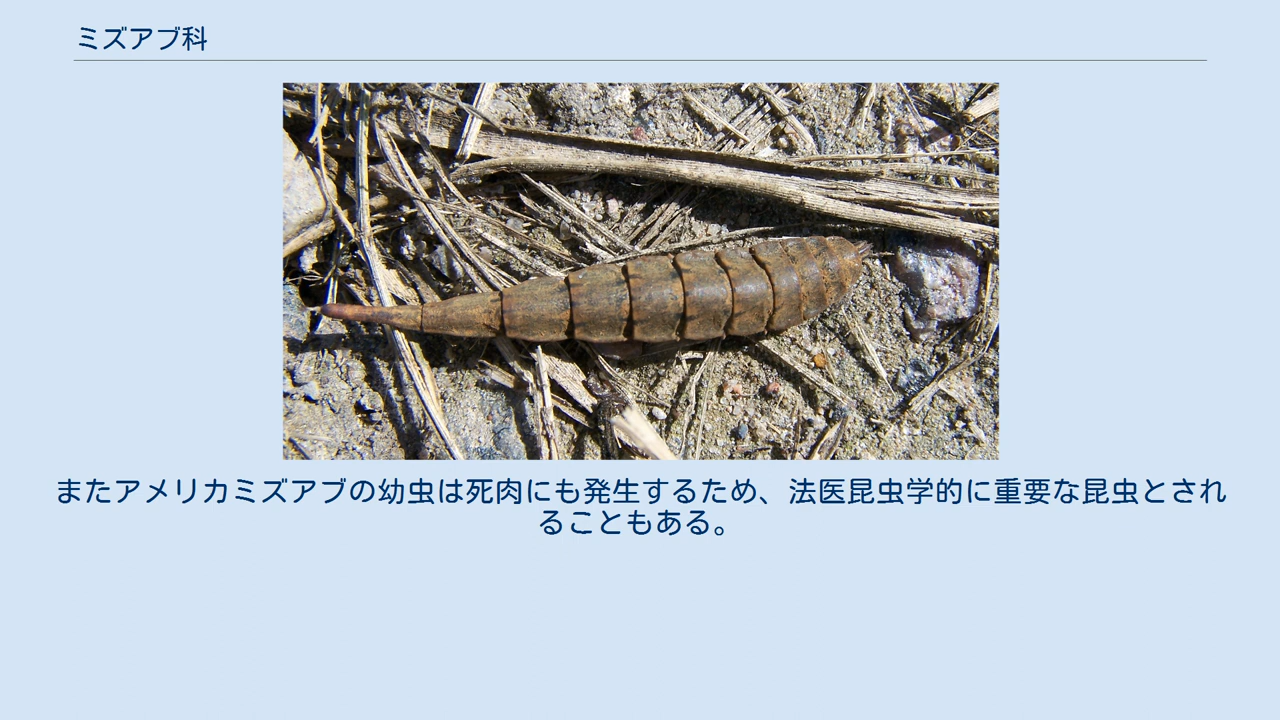 ミズアブ科
またアメリカミズアブの幼虫は死肉にも発生するため、法医昆虫学的に重要な昆虫とされ
ることもある。